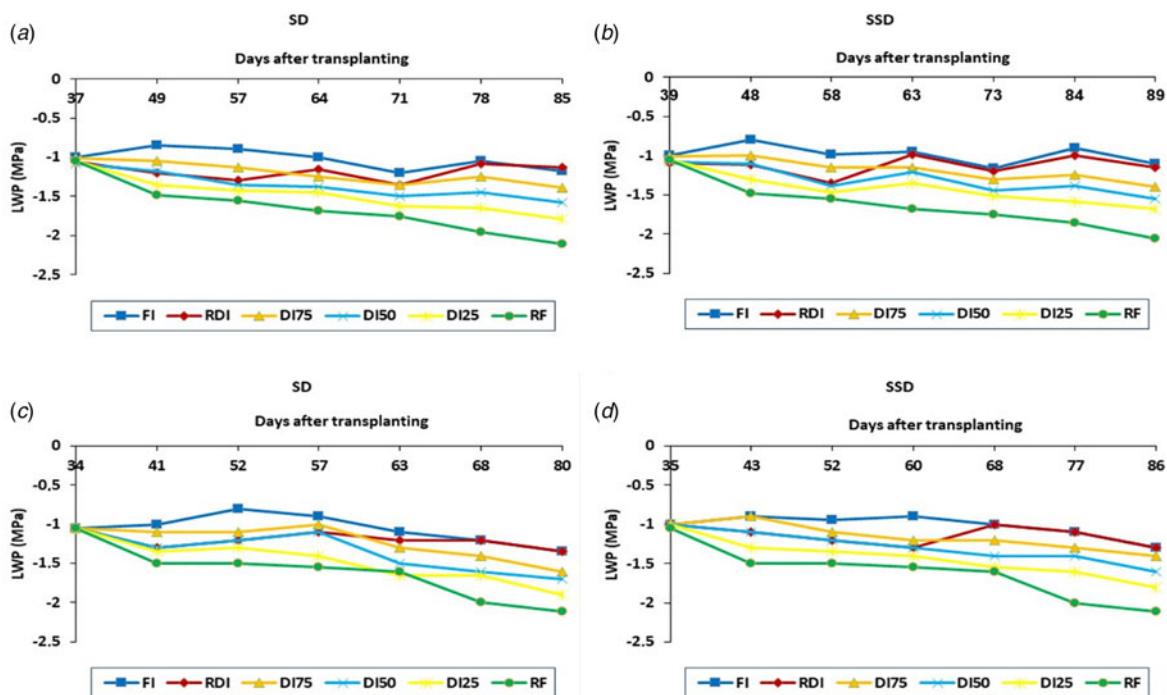 (a)
SD
Days after transplanting
0
37 49 57 64 71 78 85
-0.5
-1
-1.5
-2
-2.5
LWP (MPa)
FI RDI DI75 DI50 DI25 RF
(b)
SSD
Days after transplanting
0
39 48 58 63 73 84 89
-0.5
-1
-1.5
-2
-2.5
LWP (MPa)
FI RDI DI75 DI50 DI25 RF
(c)
SD
Days after transplanting
0
34 41 52 57 63 68 80
-0.5
-1
-1.5
-2
-2.5
LWP (MPa)
FI RDI DI75 DI50 DI25 RF
(d)
SSD
Days after transplanting
0
35 43 52 60 68 77 86
-0.5
-1
-1.5
-2
-2.5
LWP (MPa)
FI RDI DI75 DI50 DI25 RF